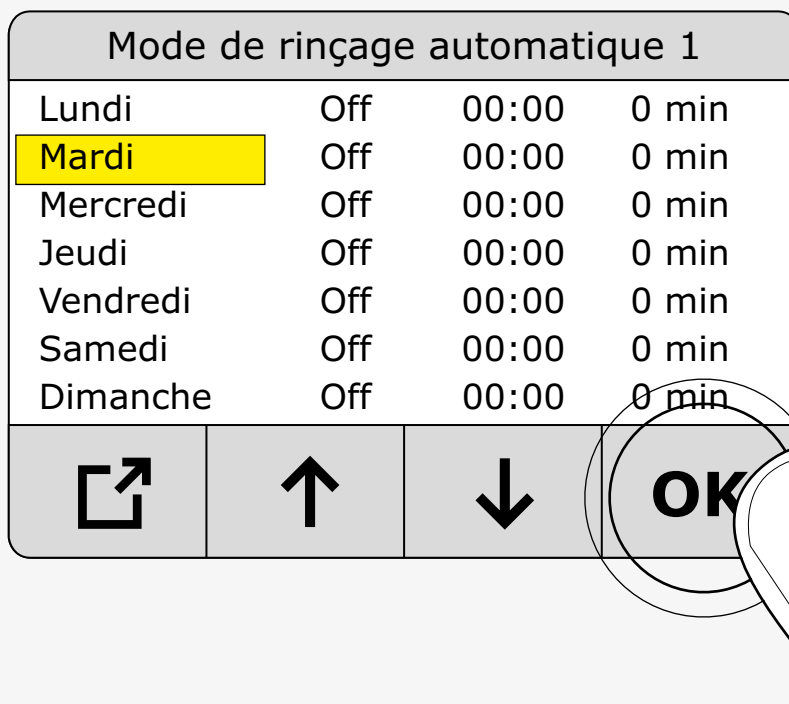 Mode de rinçage automatique 1
Lundi Off 00:00 0 min
Mardi Off 00:00 0 min
Mercredi Off 00:00 0 min
Jeudi Off 00:00 0 min
Vendredi Off 00:00 0 min
Samedi Off 00:00 0 min
Dimanche Off 00:00 0 min
OK